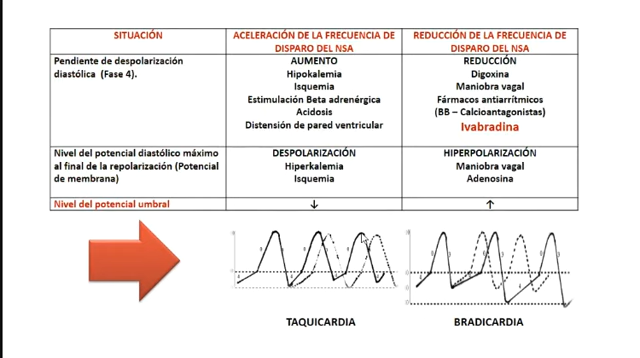 SITUACIÓN
ACELERACIÓN DE LA FRECUENCIA DE
DISPARO DEL NSA
REDUCCIÓN DE LA FRECUENCIA DE
DISPARO DEL NSA
Pendiente de despolarización
diastólica (Fase 4).
AUMENTO
Hipokalemia
Isquemia
Estimulación Beta adrenérgica
Acidosis
Distensión de pared ventricular
REDUCCIÓN
Digoxina
Maniobra vagal
Fármacos antiarrítmicos
(BB – Calcioantagonistas)
Ivabradina
Nivel del potencial diastólico máximo
al final de la repolarización (Potencial
de membrana)
DESPOLARIZACIÓN
Hiperkalemia
Isquemia
HIPERPOLARIZACIÓN
Maniobra vagal
Adenosina
Nivel del potencial umbral
↓
↑
TAQUICARDIA
BRADICARDIA